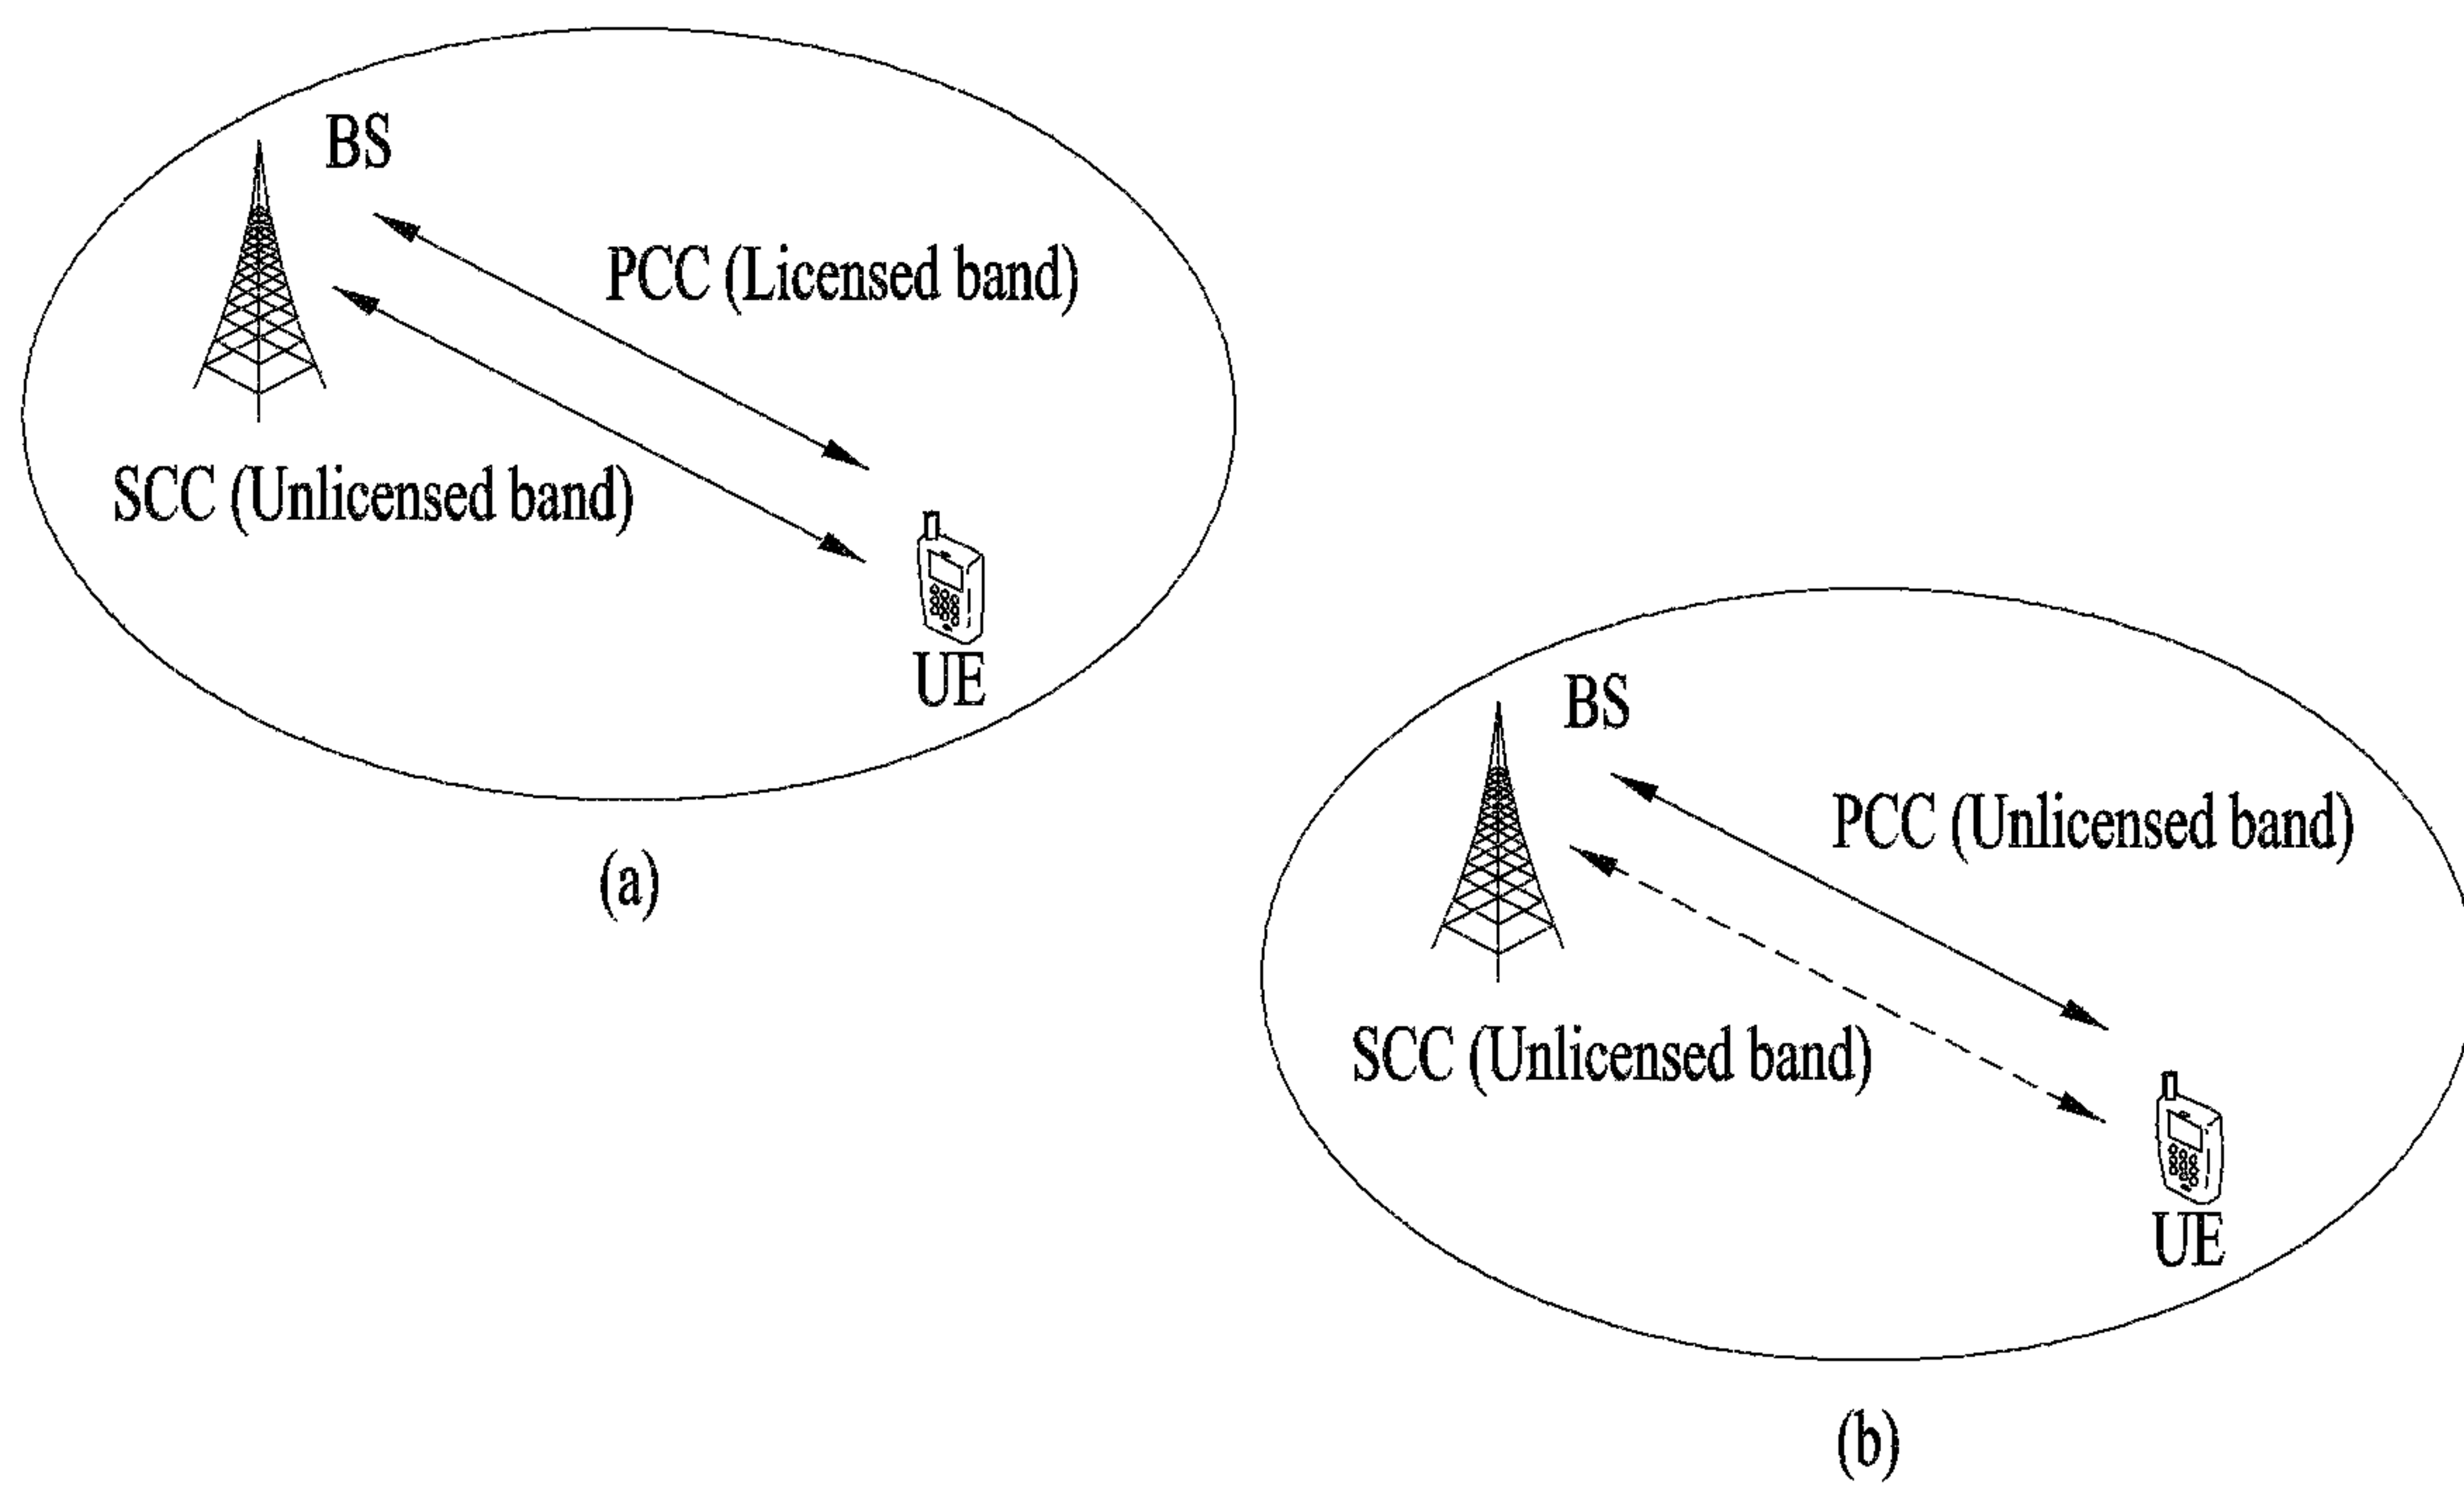 BS
PCC (Licensed band)
SCC (Unlicensed band)
UE
(a)
BS
PCC (Unlicensed band)
SCC (Unlicensed band)
UE
(b)